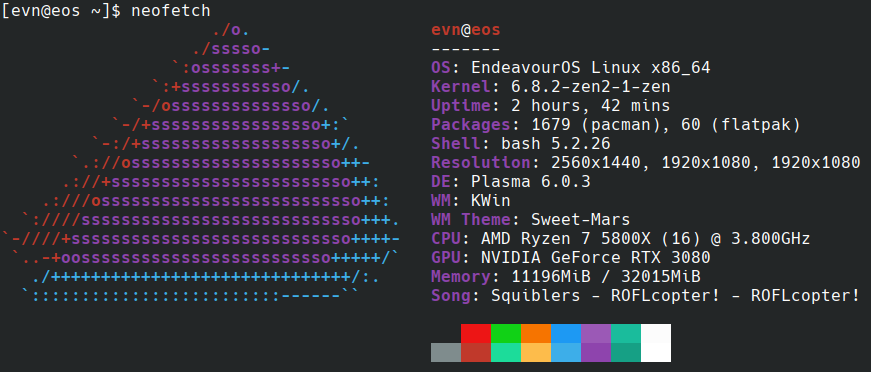 [evn@eos ~]$ neofetch
./o.
./sssso-
`:osssssss+-
`:+sssssssssso/.
`-/ossssssssssssso/.
`-/+sssssssssssssssso+:`
`-:/+sssssssssssssssssso+/.
`.://osssssssssssssssssssso++-
.://+ssssssssssssssssssssssso++:
.:///ossssssssssssssssssssssssso++:
`:////ssssssssssssssssssssssssssso+++.
`-////+ssssssssssssssssssssssssssso++++-
`..-+oosssssssssssssssssssssssso+++++/`
./++++++++++++++++++++++++++++++/:.
`:::::::::::::::::::::::::------``
evn@eos
-------
OS: EndeavourOS Linux x86_64
Kernel: 6.8.2-zen2-1-zen
Uptime: 2 hours, 42 mins
Packages: 1679 (pacman), 60 (flatpak)
Shell: bash 5.2.26
Resolution: 2560x1440, 1920x1080, 1920x1080
DE: Plasma 6.0.3
WM: KWin
WM Theme: Sweet-Mars
CPU: AMD Ryzen 7 5800X (16) @ 3.800GHz
GPU: NVIDIA GeForce RTX 3080
Memory: 11196MiB / 32015MiB
Song: Squiblers - ROFLcopter! - ROFLcopter!